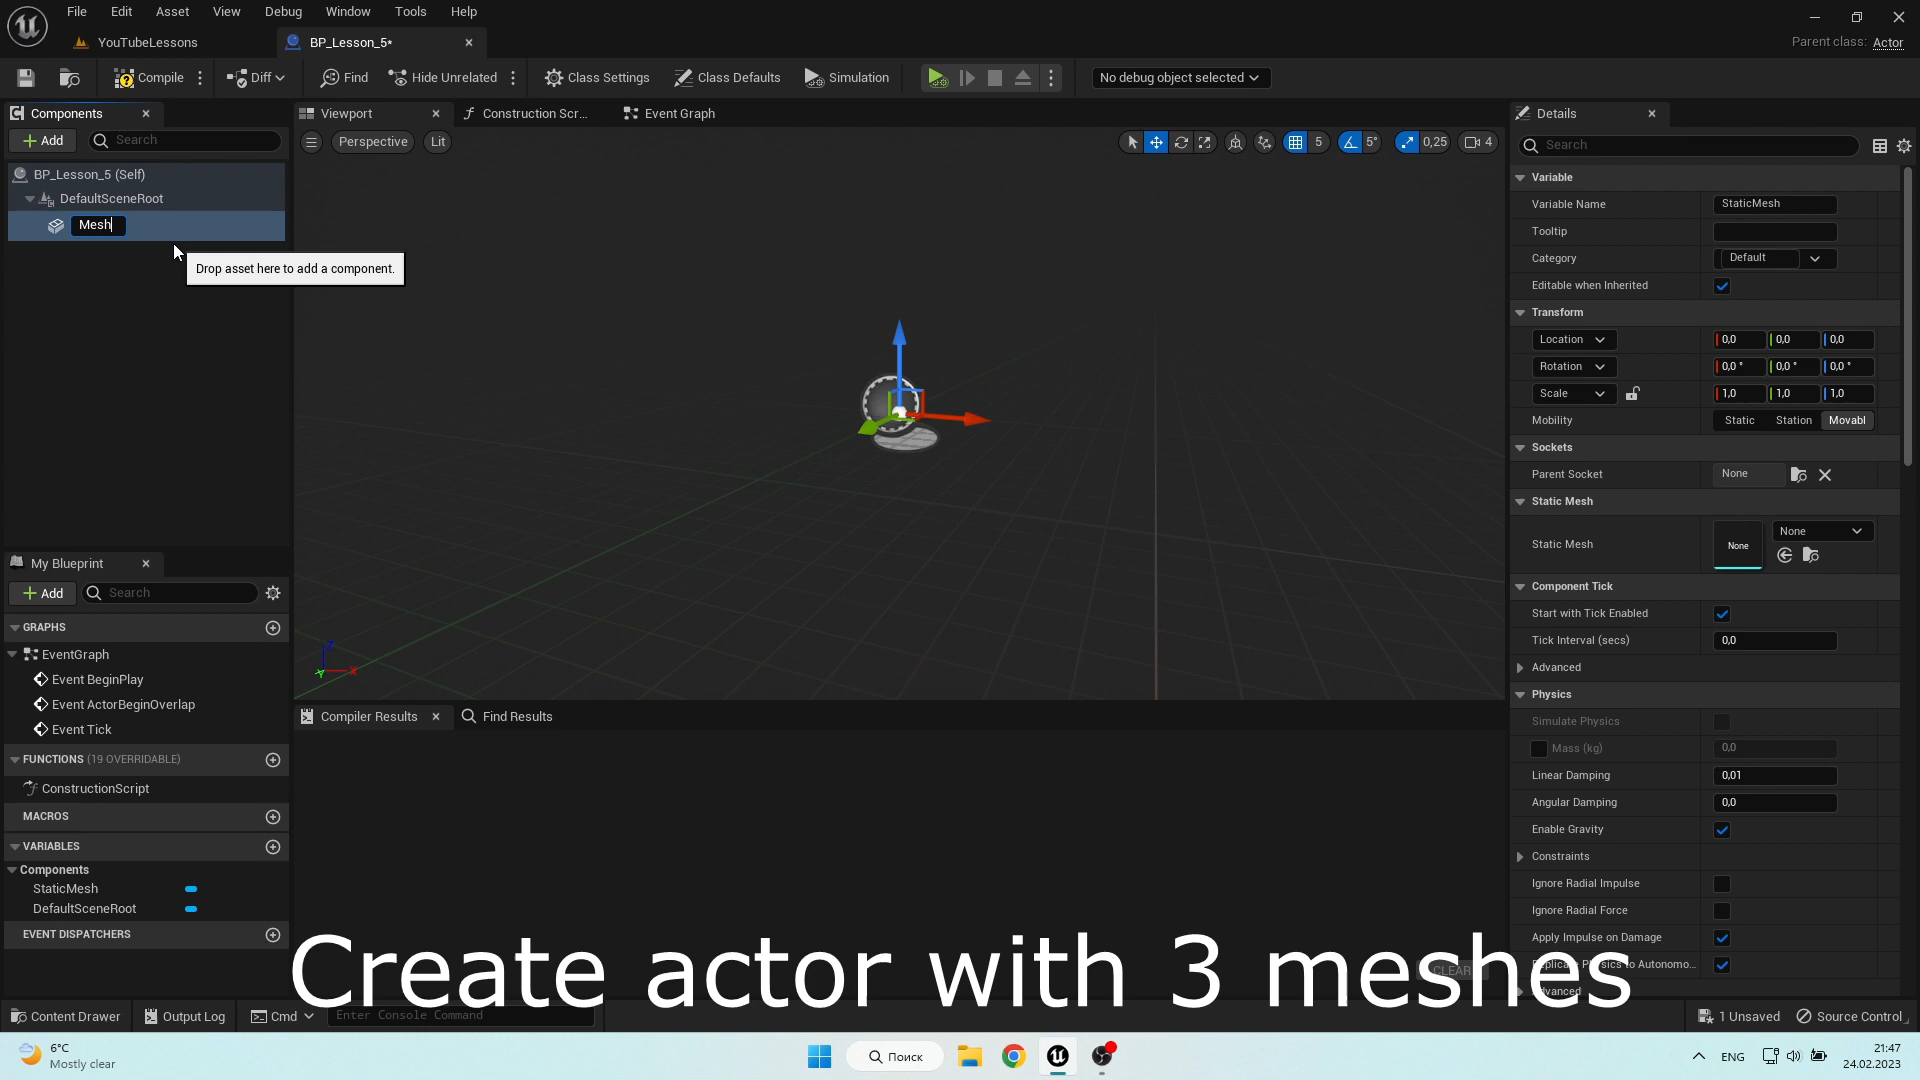 File Edit Asset View Debug Window Tools Help
YouTubeLessons
BP_Lesson_5*
Parent class: Actor
Compile
Diff
Find
Hide Unrelated
Class Settings
Class Defaults
Simulation
No debug object selected
Components
Add
Search
BP_Lesson_5 (Self)
DefaultSceneRoot
Mesh
Drop asset here to add a component.
My Blueprint
Add
Search
GRAPHS
EventGraph
Event BeginPlay
Event ActorBeginOverlap
Event Tick
FUNCTIONS (19 OVERRIDABLE)
ConstructionScript
MACROS
VARIABLES
Components
StaticMesh
DefaultSceneRoot
EVENT DISPATCHERS
Viewport
Construction Scr...
Event Graph
Perspective
Lit
5
5°
0,25
4
Z
X
Y
Compiler Results
Find Results
CLEAR
Details
Search
Variable
Variable Name StaticMesh
Tooltip
Category Default
Editable when Inherited
Transform
Location 0,0 0,0 0,0
Rotation 0,0 ° 0,0 ° 0,0 °
Scale 1,0 1,0 1,0
Mobility Static Station Movabl
Sockets
Parent Socket None
Static Mesh
Static Mesh None None
Component Tick
Start with Tick Enabled
Tick Interval (secs) 0,0
Advanced
Physics
Simulate Physics
Mass (kg) 0,0
Linear Damping 0,01
Angular Damping 0,0
Enable Gravity
Constraints
Ignore Radial Impulse
Ignore Radial Force
Apply Impulse on Damage
Replicate Physics to Autonomo...
Advanced
Create actor with 3 meshes
Content Drawer
Output Log
Cmd
Enter Console Command
1 Unsaved
Source Control
6°C
Mostly clear
Поиск
ENG
21:47
24.02.2023